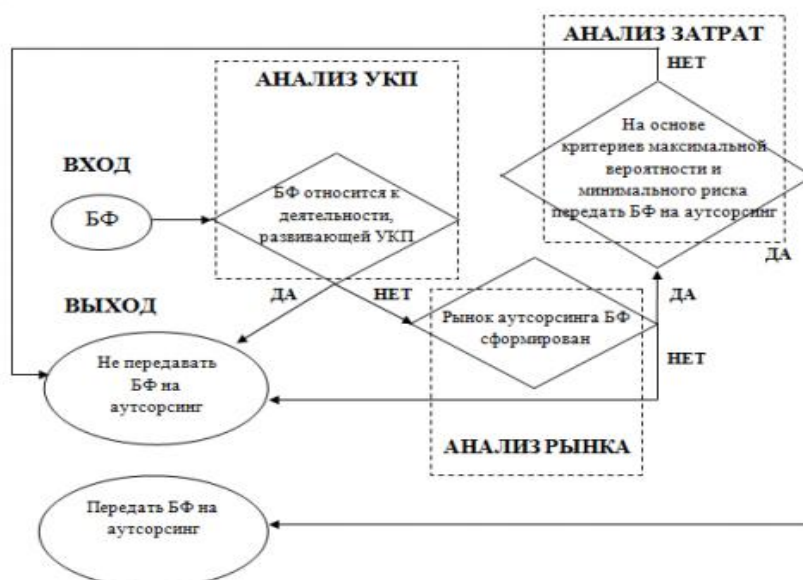 АНАЛИЗ ЗАТРАТ
НЕТ
АНАЛИЗ УКП
На основе
критериев максимальной
вероятности и
минимального риска
передать БФ на аутсорсинг
ДА
ВХОД
БФ
БФ относится к
деятельности,
развивающей УКП
ДА
НЕТ
ВЫХОД
Рынок аутсорсинга БФ
сформирован
ДА
НЕТ
Не передавать
БФ на
аутсорсинг
АНАЛИЗ РЫНКА
Передать БФ на
аутсорсинг